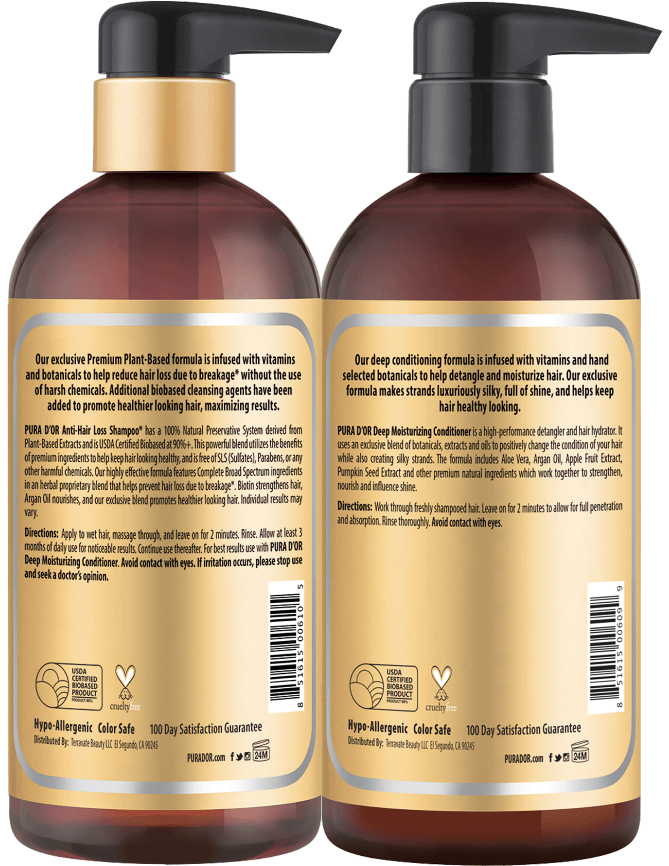 Our exclusive Premium Plant-Based formula is infused with vitamins
and botanicals to help reduce hair loss due to breakage* without the use
of harsh chemicals. Additional biobased cleansing agents have been
added to promote healthier looking hair, maximizing results.
PURA D'OR Anti-Hair Loss Shampoo* has a 100% Natural Preservative System derived from
Plant-Based Extracts and is USDA Certified Biobased at 90%+. This powerful blend utilizes the benefits
of premium ingredients to help keep hair looking healthy, and is free of SLS (Sulfates), Parabens, or any
other harmful chemicals. Our highly effective formula features Complete Broad Spectrum ingredients
in an herbal proprietary blend that helps prevent hair loss due to breakage*. Biotin strengthens hair,
Argan Oil nourishes, and our exclusive blend promotes healthier looking hair. Individual results may
vary.
Directions: Apply to wet hair, massage through, and leave on for 2 minutes. Rinse. Allow at least 3
months of daily use for noticeable results. Continue use thereafter. For best results use with PURA D'OR
Deep Moisturizing Conditioner. Avoid contact with eyes. If irritation occurs, please stop use
and seek a doctor's opinion.
8 51615 00610 5
USDA
CERTIFIED
BIOBASED
PRODUCT
PRODUCT 90%
crueltyfree
Hypo-Allergenic Color Safe 100 Day Satisfaction Guarantee
Distributed By: Terravate Beauty LLC El Segundo, CA 90245
PURADOR.com
24M
Our deep conditioning formula is infused with vitamins and hand
selected botanicals to help detangle and moisturize hair. Our exclusive
formula makes strands luxuriously silky, full of shine, and helps keep
hair healthy looking.
PURA D'OR Deep Moisturizing Conditioner is a high-performance detangler and hair hydrator. It
uses an exclusive blend of botanicals, extracts and oils to positively change the condition of your hair
while also creating silky strands. The formula includes Aloe Vera, Argan Oil, Apple Fruit Extract,
Pumpkin Seed Extract and other premium natural ingredients which work together to strengthen,
nourish and influence shine.
Directions: Work through freshly shampooed hair. Leave on for 2 minutes to allow for full penetration
and absorption. Rinse thoroughly. Avoid contact with eyes.
8 51615 00609 9
USDA
CERTIFIED
BIOBASED
PRODUCT
PRODUCT 98%
crueltyfree
Hypo-Allergenic Color Safe 100 Day Satisfaction Guarantee
Distributed By: Terravate Beauty LLC El Segundo, CA 90245
PURADOR.com
24M